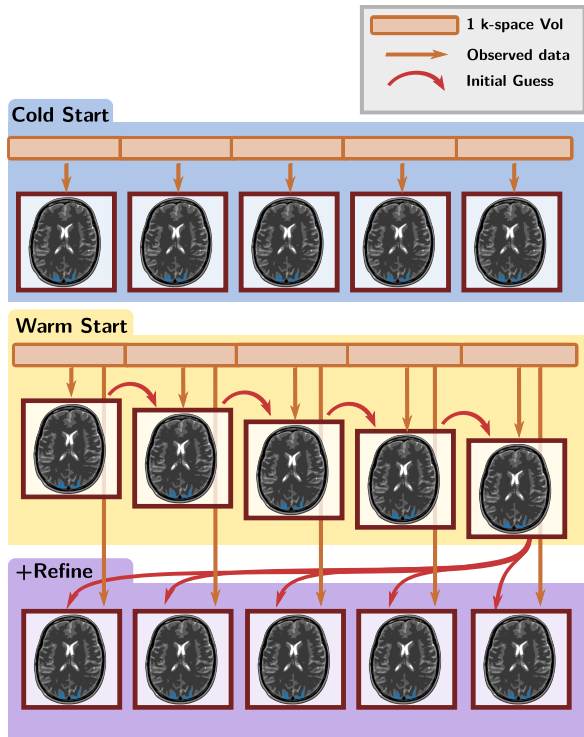 1 k-space Vol
Observed data
Initial Guess
Cold Start
Warm Start
+Refine